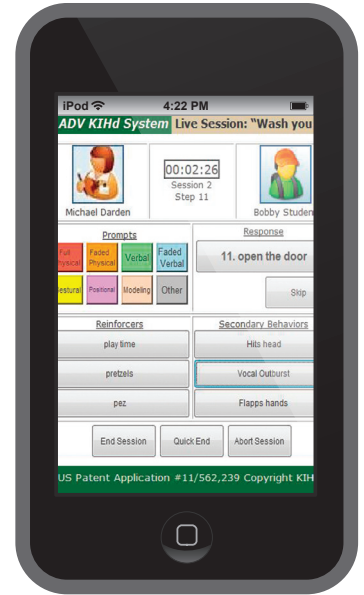 iPod 4:22 PM
ADV KIHd System Live Session: "Wash you
00:02:26
Session 2
Step 11
Michael Darden
Bobby Studen
Prompts
Full Physical
Faded Physical
Verbal
Faded Verbal
estural
Positional
Modeling
Other
Response
11. open the door
Skip
Reinforcers
play time
pretzels
pez
Secondary Behaviors
Hits head
Vocal Outburst
Flapps hands
End Session
Quick End
Abort Session
US Patent Application #11/562,239 Copyright KIH